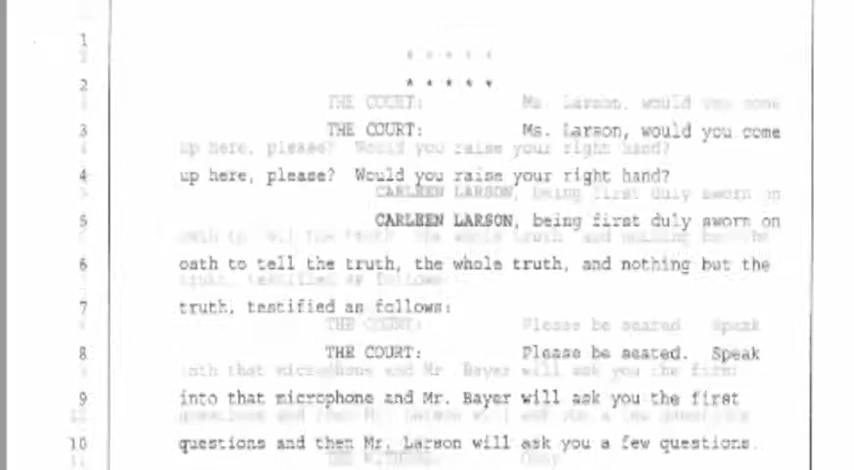 1
2 * * * * *
3 THE COURT: Ms. Larson, would you come
4 up here, please? Would you raise your right hand?
5 CARLEEN LARSON, being first duly sworn on
6 oath to tell the truth, the whole truth, and nothing but the
7 truth, testified as follows:
8 THE COURT: Please be seated. Speak
9 into that microphone and Mr. Bayer will ask you the first
10 questions and then Mr. Larson will ask you a few questions.